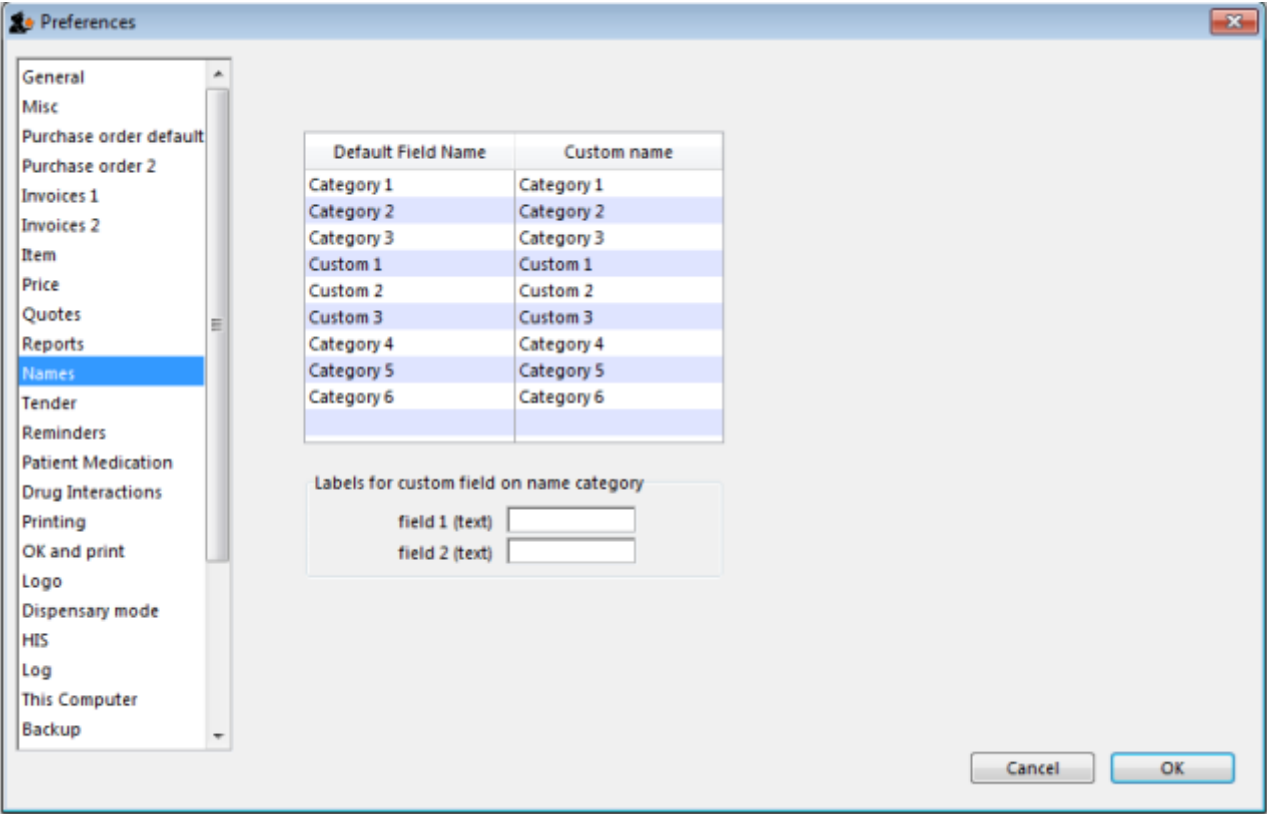 Preferences
General
Misc
Purchase order default
Purchase order 2
Invoices 1
Invoices 2
Item
Price
Quotes
Reports
Names
Tender
Reminders
Patient Medication
Drug Interactions
Printing
OK and print
Logo
Dispensary mode
HIS
Log
This Computer
Backup
Default Field Name Custom name
Category 1 Category 1
Category 2 Category 2
Category 3 Category 3
Custom 1 Custom 1
Custom 2 Custom 2
Custom 3 Custom 3
Category 4 Category 4
Category 5 Category 5
Category 6 Category 6
Labels for custom field on name category
field 1 (text)
field 2 (text)
Cancel OK